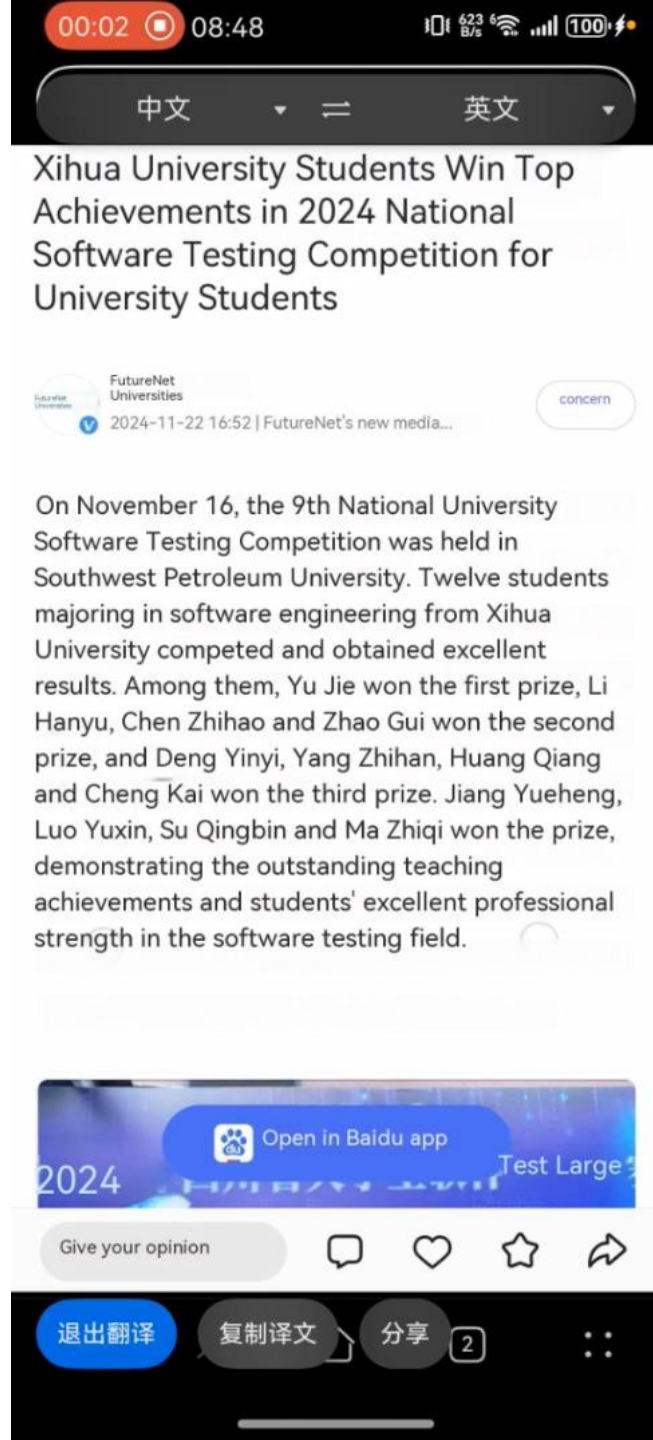 00:02 08:48 623 B/s 6 100
中文 英文
Xihua University Students Win Top
Achievements in 2024 National
Software Testing Competition for
University Students
FutureNet
Universities
FutureNet
Universities
concern
2024-11-22 16:52 | FutureNet's new media...
On November 16, the 9th National University
Software Testing Competition was held in
Southwest Petroleum University. Twelve students
majoring in software engineering from Xihua
University competed and obtained excellent
results. Among them, Yu Jie won the first prize, Li
Hanyu, Chen Zhihao and Zhao Gui won the second
prize, and Deng Yinyi, Yang Zhihan, Huang Qiang
and Cheng Kai won the third prize. Jiang Yueheng,
Luo Yuxin, Su Qingbin and Ma Zhiqi won the prize,
demonstrating the outstanding teaching
achievements and students' excellent professional
strength in the software testing field.
du Open in Baidu app
2024 Test Large
Give your opinion
退出翻译 复制译文 分享 2